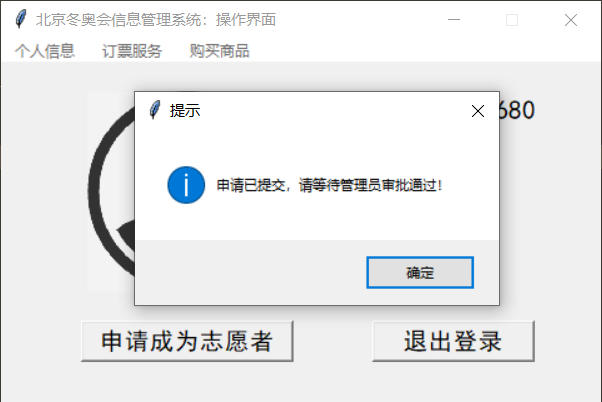 北京冬奥会信息管理系统：操作界面
个人信息 订票服务 购买商品
提示
680
申请已提交，请等待管理员审批通过！
确定
申请成为志愿者 退出登录